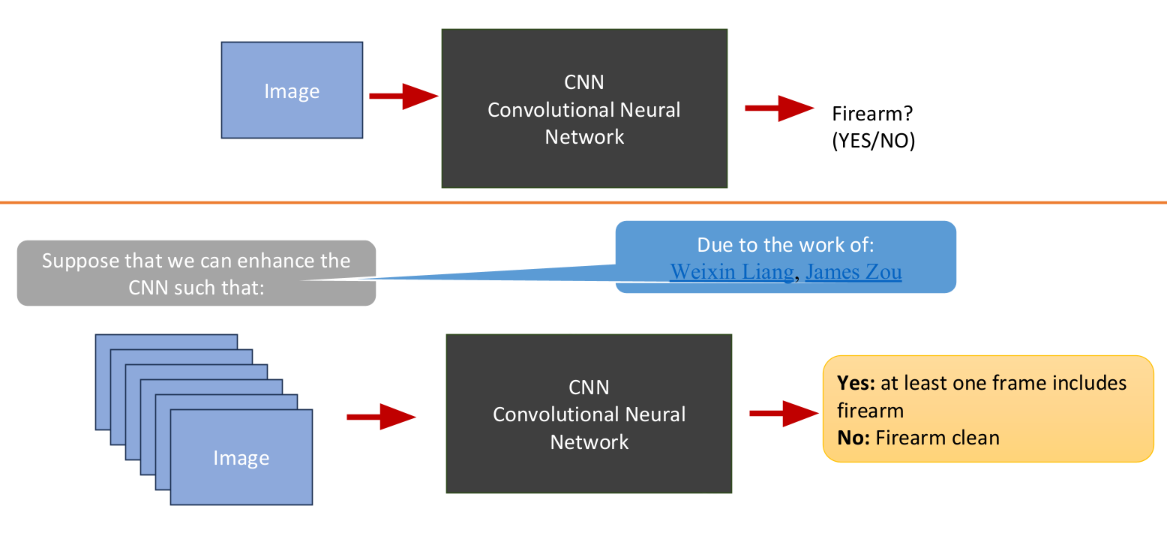 Image
CNN
Convolutional Neural
Network
Firearm?
(YES/NO)
Suppose that we can enhance the
CNN such that:
Due to the work of:
Weixin Liang, James Zou
Image
CNN
Convolutional Neural
Network
Yes: at least one frame includes
firearm
No: Firearm clean